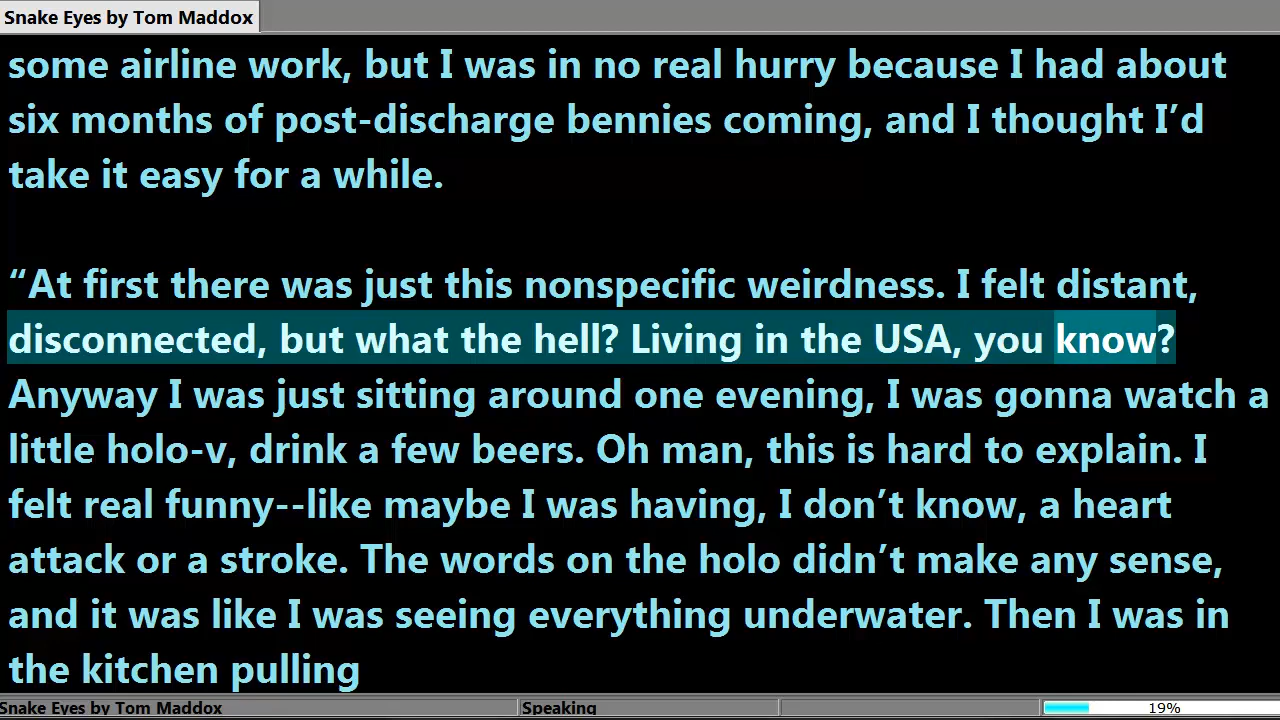 Snake Eyes by Tom Maddox
some airline work, but I was in no real hurry because I had about
six months of post-discharge bennies coming, and I thought I’d
take it easy for a while.
“At first there was just this nonspecific weirdness. I felt distant,
disconnected, but what the hell? Living in the USA, you know?
Anyway I was just sitting around one evening, I was gonna watch a
little holo-v, drink a few beers. Oh man, this is hard to explain. I
felt real funny--like maybe I was having, I don’t know, a heart
attack or a stroke. The words on the holo didn’t make any sense,
and it was like I was seeing everything underwater. Then I was in
the kitchen pulling
Snake Eyes by Tom Maddox Speaking 19%